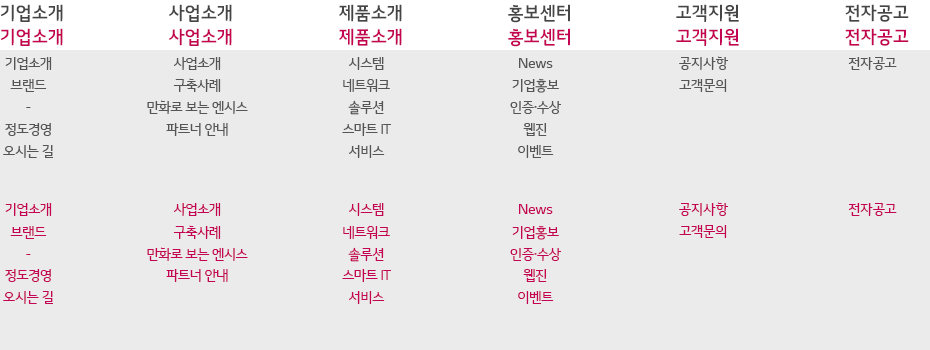 기업소개 사업소개 제품소개 홍보센터 고객지원 전자공고
기업소개 사업소개 제품소개 홍보센터 고객지원 전자공고
기업소개 사업소개 시스템 News 공지사항 전자공고
브랜드 구축사례 네트워크 기업홍보 고객문의
- 만화로 보는 엔시스 솔루션 인증·수상
정도경영 파트너 안내 스마트 IT 웹진
오시는 길 서비스 이벤트
기업소개 사업소개 시스템 News 공지사항 전자공고
브랜드 구축사례 네트워크 기업홍보 고객문의
- 만화로 보는 엔시스 솔루션 인증·수상
정도경영 파트너 안내 스마트 IT 웹진
오시는 길 서비스 이벤트